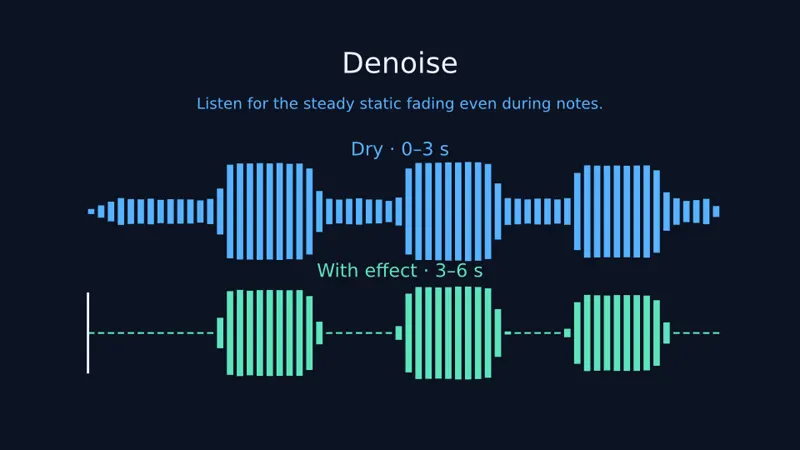 Denoise
Listen for the steady static fading even during notes.
Dry · 0–3 s
With effect · 3–6 s